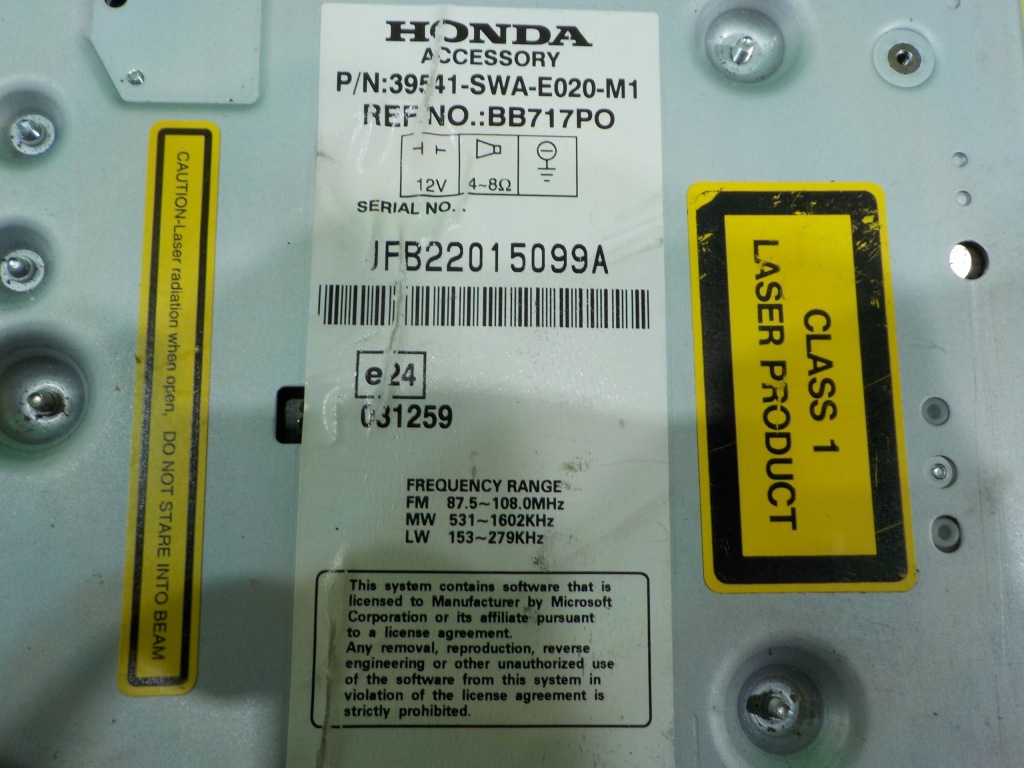 HONDA
ACCESSORY
P/N:39541-SWA-E020-M1
REF NO.:BB717PO
12V 4~8Ω
SERIAL NO..
JFB22015099A
e24
031259
FREQUENCY RANGE
FM 87.5~108.0MHz
MW 531~1602KHz
LW 153~279KHz
This system contains software that is
licensed to Manufacturer by Microsoft
Corporation or its affiliate pursuant
to a license agreement.
Any removal, reproduction, reverse
engineering or other unauthorized use
of the software from this system in
violation of the license agreement is
strictly prohibited.
CAUTION-Laser radiation when open, DO NOT STARE INTO BEAM
CLASS 1
LASER PRODUCT